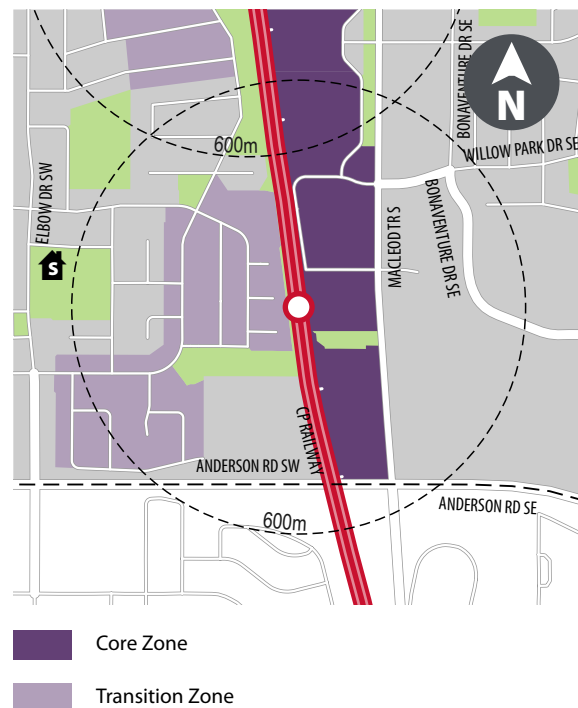 BONAVENTURE DR SE
N
600m
WILLOW PARK DR SE
ELBOW DR SW
S
MACLEOD TR S
BONAVENTURE DR SE
CP RAILWAY
ANDERSON RD SW
ANDERSON RD SE
600m
Core Zone
Transition Zone